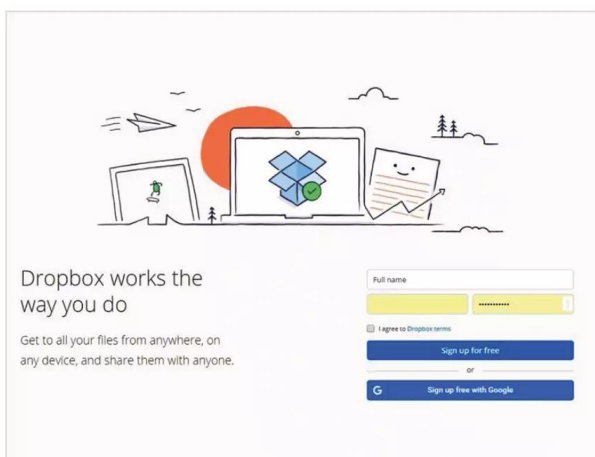 Dropbox works the
way you do
Get to all your files from anywhere, on
any device, and share them with anyone.
Full name
•••••••••••
I agree to Dropbox terms
Sign up for free
or
G Sign up free with Google